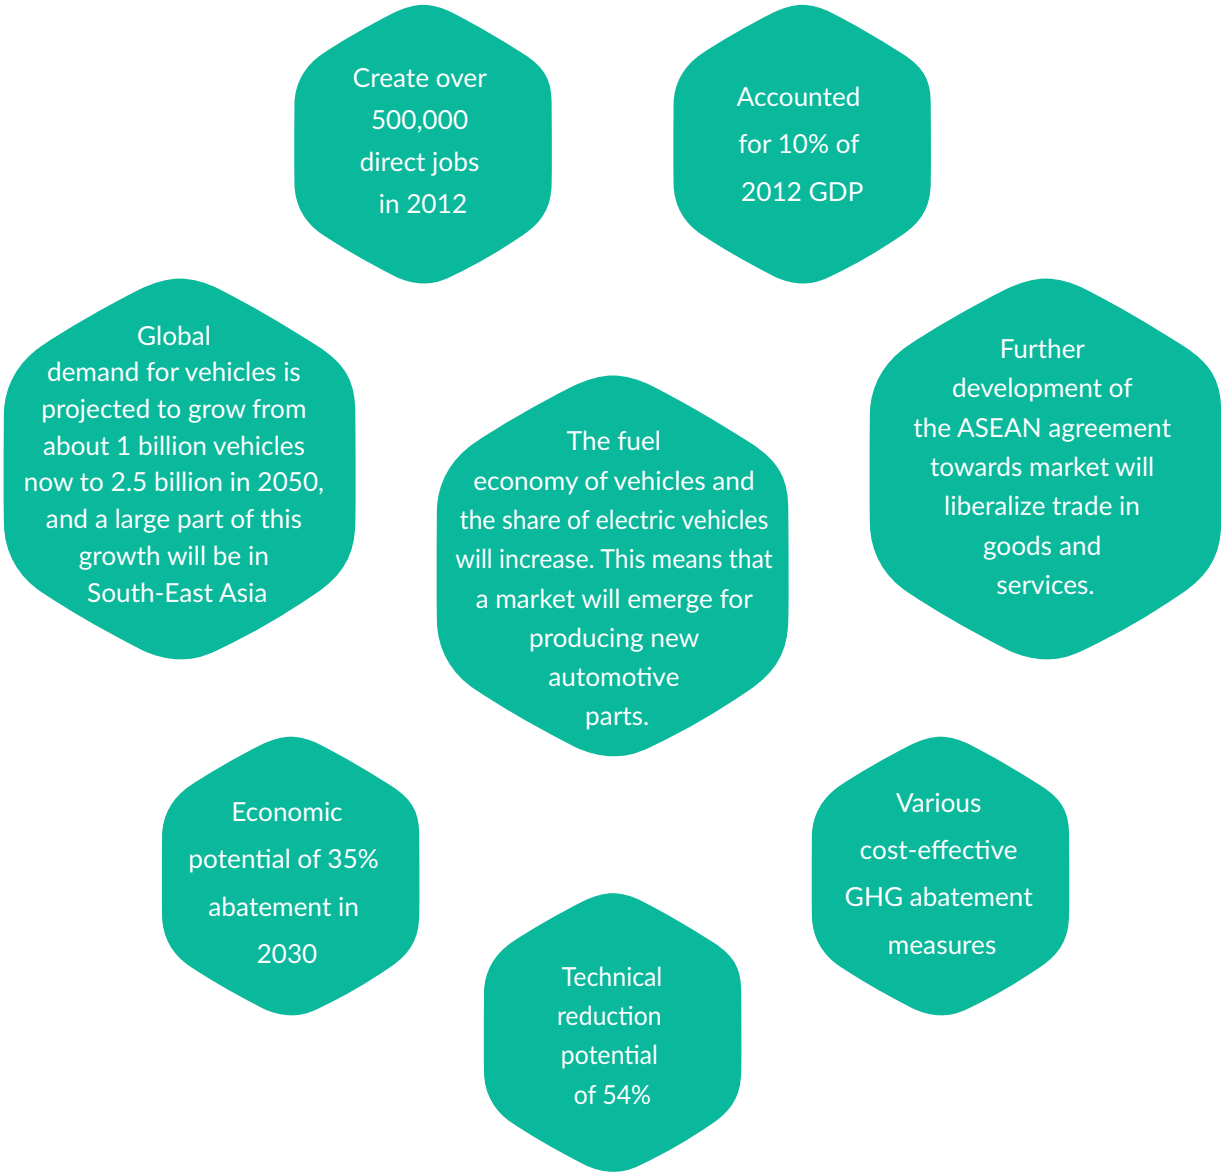 Create over
500,000
direct jobs
in 2012
Accounted
for 10% of
2012 GDP
Global
demand for vehicles is
projected to grow from
about 1 billion vehicles
now to 2.5 billion in 2050,
and a large part of this
growth will be in
South-East Asia
The fuel
economy of vehicles and
the share of electric vehicles
will increase. This means that
a market will emerge for
producing new
automotive
parts.
Further
development of
the ASEAN agreement
towards market will
liberalize trade in
goods and
services.
Economic
potential of 35%
abatement in
2030
Technical
reduction
potential
of 54%
Various
cost-effective
GHG abatement
measures